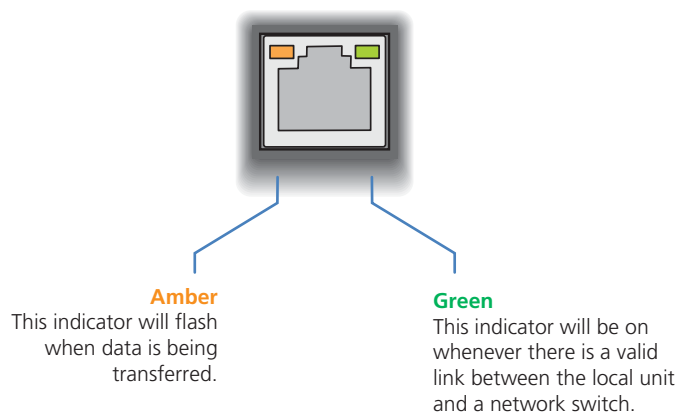 Amber
This indicator will flash
when data is being
transferred.
Green
This indicator will be on
whenever there is a valid
link between the local unit
and a network switch.